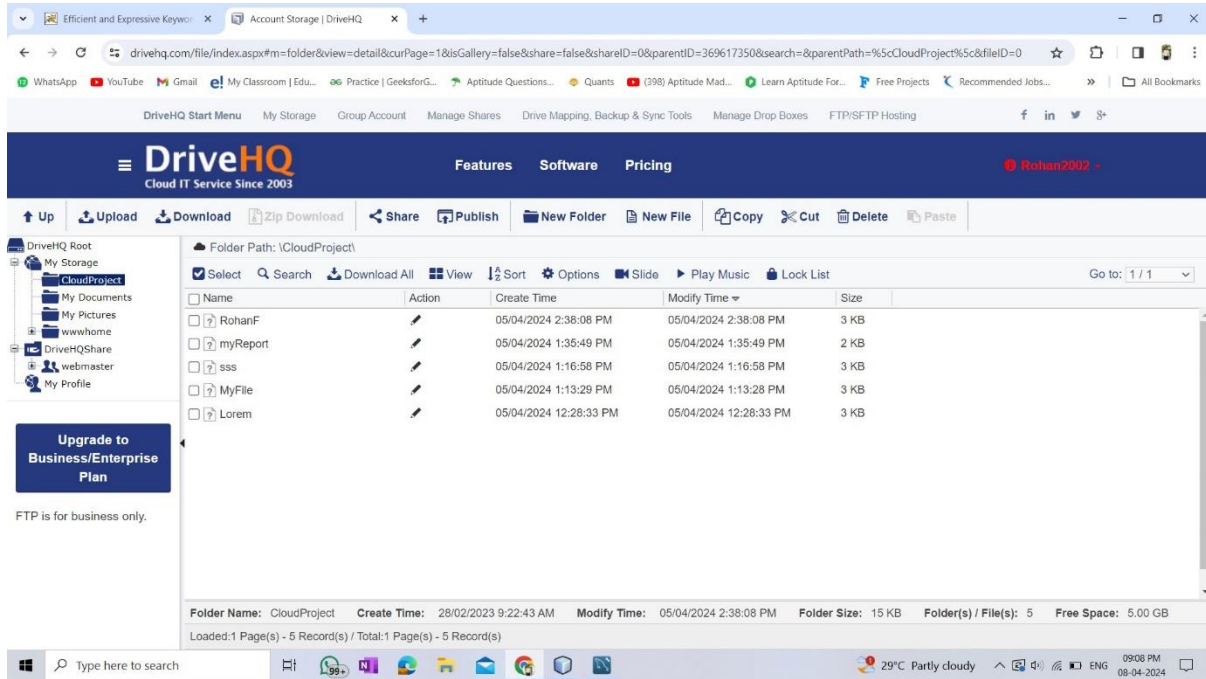 Efficient and Expressive Keywor
Account Storage | DriveHQ
drivehq.com/file/index.aspx#m=folder&view=detail&curPage=1&isGallery=false&share=false&shareID=0&parentID=369617350&search=&parentPath=%5cCloudProject%5c&fileID=0
WhatsApp YouTube Gmail My Classroom | Edu... Practice | GeeksforG... Aptitude Questions... Quants (398) Aptitude Mad... Learn Aptitude For... Free Projects Recommended Jobs... » All Bookmarks
DriveHQ Start Menu My Storage Group Account Manage Shares Drive Mapping, Backup & Sync Tools Manage Drop Boxes FTP/SFTP Hosting f in 8+
DriveHQ
Cloud IT Service Since 2003
Features Software Pricing
Rohan2002
Up Upload Download Zip Download Share Publish New Folder New File Copy Cut Delete Paste
DriveHQ Root
My Storage
CloudProject
My Documents
My Pictures
wwwhome
DriveHQShare
webmaster
My Profile
Upgrade to
Business/Enterprise
Plan
FTP is for business only.
Folder Path: \CloudProject\
Select Search Download All View Sort Options Slide Play Music Lock List Go to: 1 / 1
Name Action Create Time Modify Time Size
RohanF 05/04/2024 2:38:08 PM 05/04/2024 2:38:08 PM 3 KB
myReport 05/04/2024 1:35:49 PM 05/04/2024 1:35:49 PM 2 KB
sss 05/04/2024 1:16:58 PM 05/04/2024 1:16:58 PM 3 KB
MyFile 05/04/2024 1:13:29 PM 05/04/2024 1:13:28 PM 3 KB
Lorem 05/04/2024 12:28:33 PM 05/04/2024 12:28:33 PM 3 KB
Folder Name: CloudProject Create Time: 28/02/2023 9:22:43 AM Modify Time: 05/04/2024 2:38:08 PM Folder Size: 15 KB Folder(s) / File(s): 5 Free Space: 5.00 GB
Loaded:1 Page(s) - 5 Record(s) / Total:1 Page(s) - 5 Record(s)
Type here to search
99+
29°C Partly cloudy
ENG
09:08 PM
08-04-2024